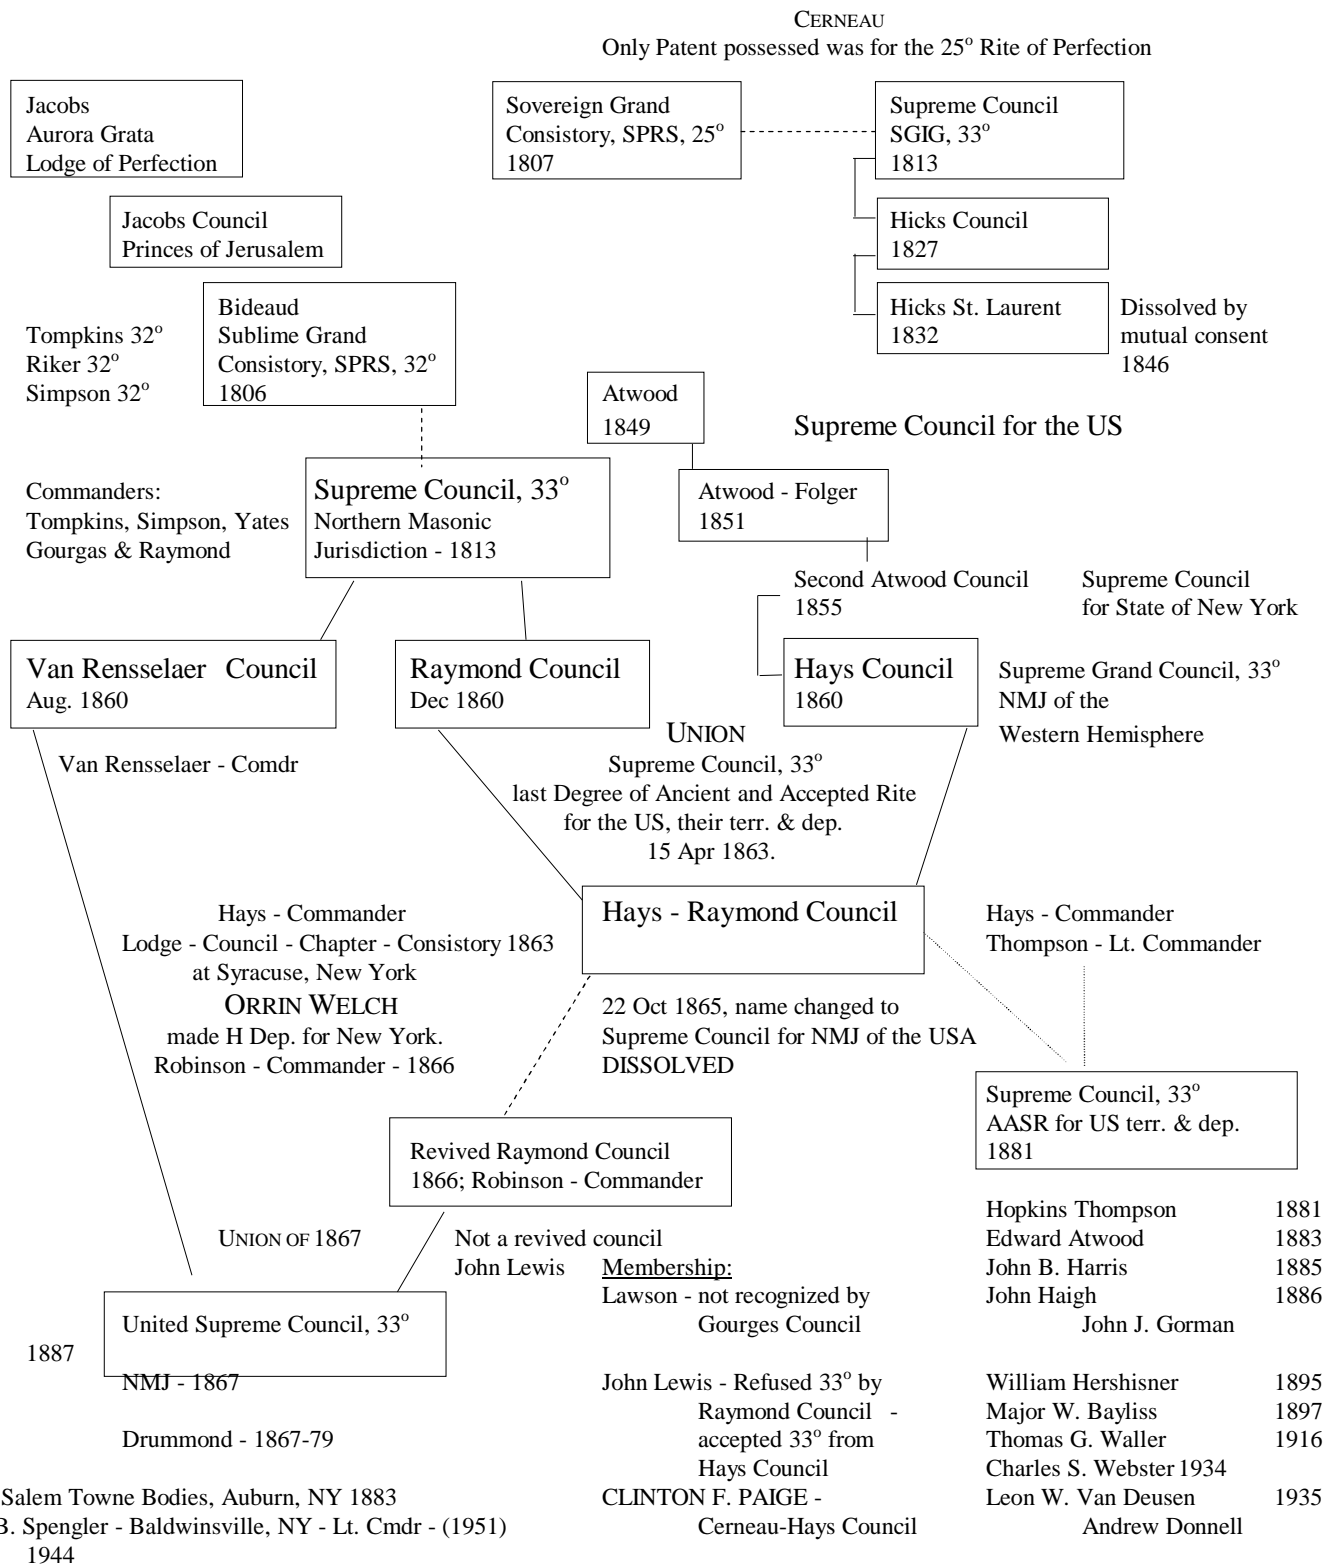 CERNEAU
Only Patent possessed was for the 25° Rite of Perfection
Jacobs
Aurora Grata
Lodge of Perfection
Sovereign Grand
Consistory, SPRS, 25°
1807
Supreme Council
SGIG, 33°
1813
Jacobs Council
Princes of Jerusalem
Hicks Council
1827
Bideaud
Sublime Grand
Consistory, SPRS, 32°
1806
Tompkins 32°
Riker 32°
Simpson 32°
Hicks St. Laurent
1832
Dissolved by
mutual consent
1846
Atwood
1849
Supreme Council for the US
Commanders:
Tompkins, Simpson, Yates
Gourgas & Raymond
Supreme Council, 33°
Northern Masonic
Jurisdiction - 1813
Atwood - Folger
1851
Second Atwood Council
1855
Supreme Council
for State of New York
Van Rensselaer Council
Aug. 1860
Raymond Council
Dec 1860
Hays Council
1860
Supreme Grand Council, 33°
NMJ of the
Western Hemisphere
Van Rensselaer - Comdr
UNION
Supreme Council, 33°
last Degree of Ancient and Accepted Rite
for the US, their terr. & dep.
15 Apr 1863.
Hays - Commander
Lodge - Council - Chapter - Consistory 1863
at Syracuse, New York
ORRIN WELCH
made H Dep. for New York.
Robinson - Commander - 1866
Hays - Raymond Council
Hays - Commander
Thompson - Lt. Commander
22 Oct 1865, name changed to
Supreme Council for NMJ of the USA
DISSOLVED
Supreme Council, 33°
AASR for US terr. & dep.
1881
Revived Raymond Council
1866; Robinson - Commander
UNION OF 1867
Not a revived council
John Lewis
Membership:
Lawson - not recognized by
Gourges Council
Hopkins Thompson 1881
Edward Atwood 1883
John B. Harris 1885
John Haigh 1886
John J. Gorman
United Supreme Council, 33°
1887
NMJ - 1867
Drummond - 1867-79
John Lewis - Refused 33° by
Raymond Council -
accepted 33° from
Hays Council
CLINTON F. PAIGE -
Cerneau-Hays Council
William Hershisner 1895
Major W. Bayliss 1897
Thomas G. Waller 1916
Charles S. Webster 1934
Leon W. Van Deusen 1935
Andrew Donnell
Salem Towne Bodies, Auburn, NY 1883
B. Spengler - Baldwinsville, NY - Lt. Cmdr - (1951)
1944